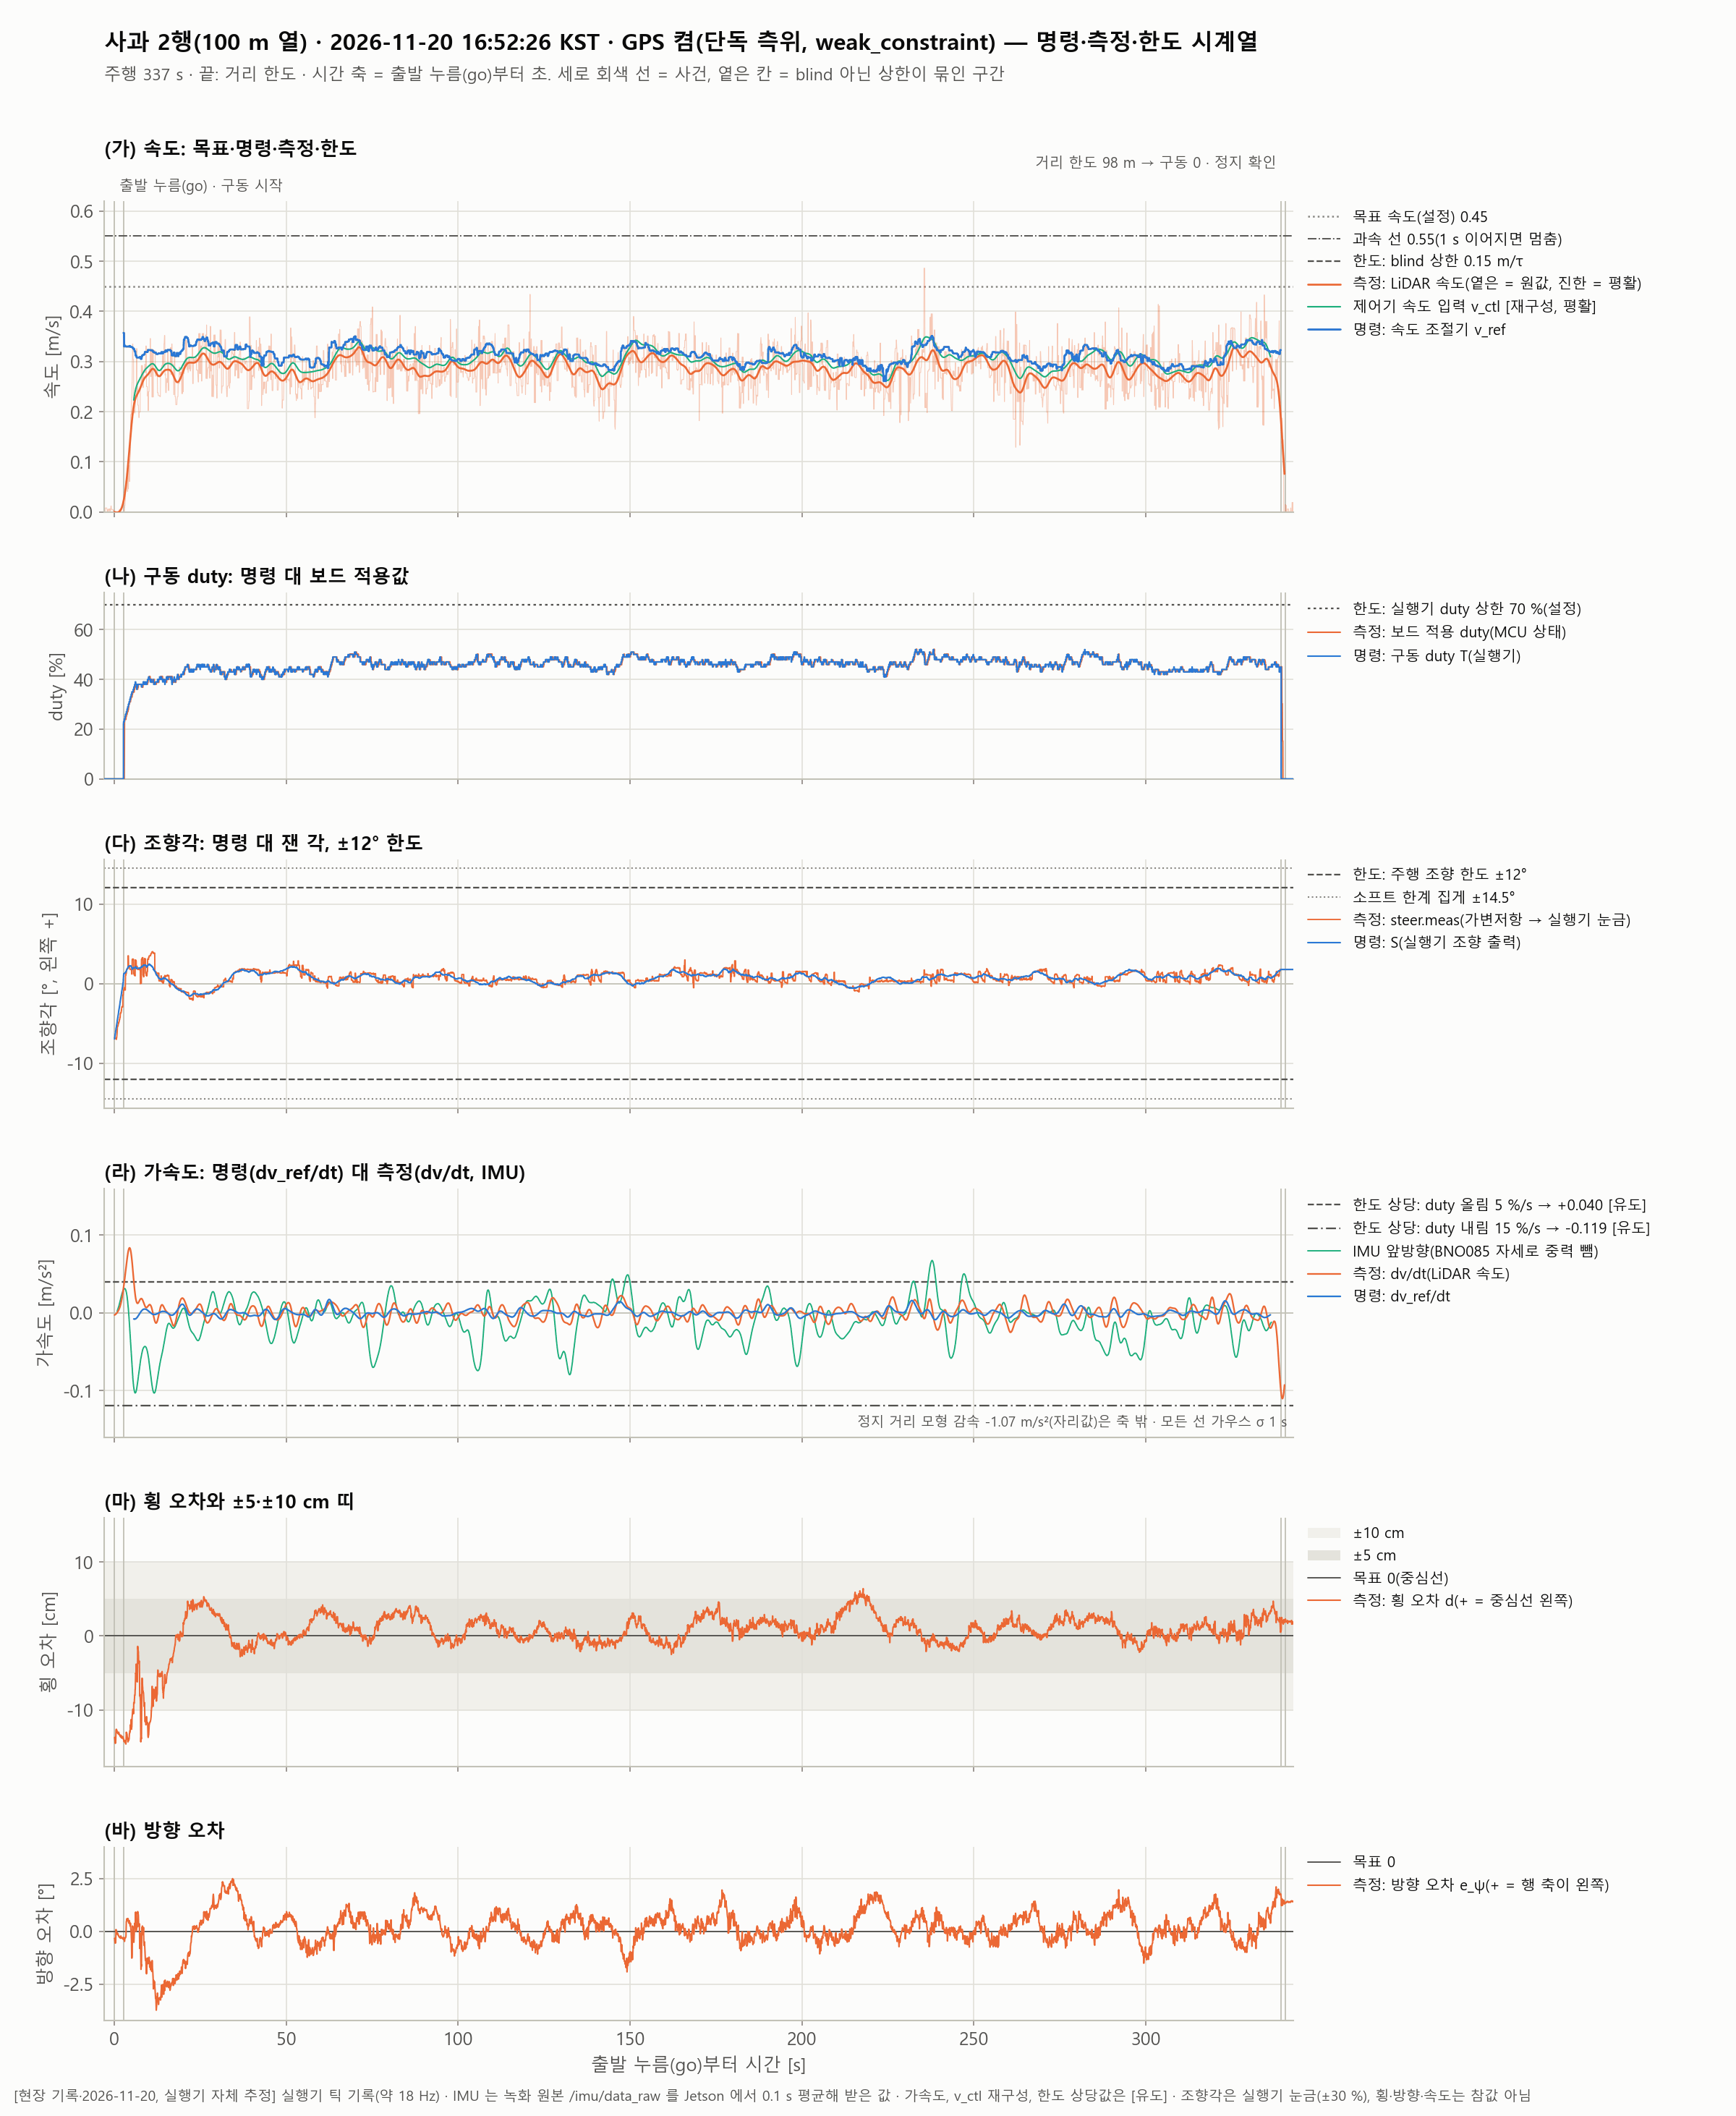 사과 2행(100 m 열) · 2026-11-20 16:52:26 KST · GPS 켬(단독 측위, weak_constraint) — 명령·측정·한도 시계열
주행 337 s · 끝: 거리 한도 · 시간 축 = 출발 누름(go)부터 초. 세로 회색 선 = 사건, 옅은 칸 = blind 아닌 상한이 묶인 구간
(가) 속도: 목표·명령·측정·한도
거리 한도 98 m → 구동 0 · 정지 확인
출발 누름(go) · 구동 시작
속도 [m/s]
0.6
0.5
0.4
0.3
0.2
0.1
0.0
목표 속도(설정) 0.45
과속 선 0.55(1 s 이어지면 멈춤)
한도: blind 상한 0.15 m/τ
측정: LiDAR 속도(옅은 = 원값, 진한 = 평활)
제어기 속도 입력 v_ctl [재구성, 평활]
명령: 속도 조절기 v_ref
(나) 구동 duty: 명령 대 보드 적용값
duty [%]
60
40
20
0
한도: 실행기 duty 상한 70 %(설정)
측정: 보드 적용 duty(MCU 상태)
명령: 구동 duty T(실행기)
(다) 조향각: 명령 대 잰 각, ±12° 한도
조향각 [°, 왼쪽 +]
10
0
-10
한도: 주행 조향 한도 ±12°
소프트 한계 집게 ±14.5°
측정: steer.meas(가변저항 → 실행기 눈금)
명령: S(실행기 조향 출력)
(라) 가속도: 명령(dv_ref/dt) 대 측정(dv/dt, IMU)
가속도 [m/s²]
0.1
0.0
-0.1
정지 거리 모형 감속 -1.07 m/s²(자리값)은 축 밖 · 모든 선 가우스 σ 1 s
한도 상당: duty 올림 5 %/s → +0.040 [유도]
한도 상당: duty 내림 15 %/s → -0.119 [유도]
IMU 앞방향(BNO085 자세로 중력 뺌)
측정: dv/dt(LiDAR 속도)
명령: dv_ref/dt
(마) 횡 오차와 ±5·±10 cm 띠
횡 오차 [cm]
10
0
-10
±10 cm
±5 cm
목표 0(중심선)
측정: 횡 오차 d(+ = 중심선 왼쪽)
(바) 방향 오차
방향 오차 [°]
2.5
0.0
-2.5
목표 0
측정: 방향 오차 e_ψ(+ = 행 축이 왼쪽)
0 50 100 150 200 250 300
출발 누름(go)부터 시간 [s]
[현장 기록·2026-11-20, 실행기 자체 추정] 실행기 틱 기록(약 18 Hz) · IMU 는 녹화 원본 /imu/data_raw 를 Jetson 에서 0.1 s 평균해 받은 값 · 가속도, v_ctl 재구성, 한도 상당값은 [유도] · 조향각은 실행기 눈금(±30 %), 횡·방향·속도는 참값 아님